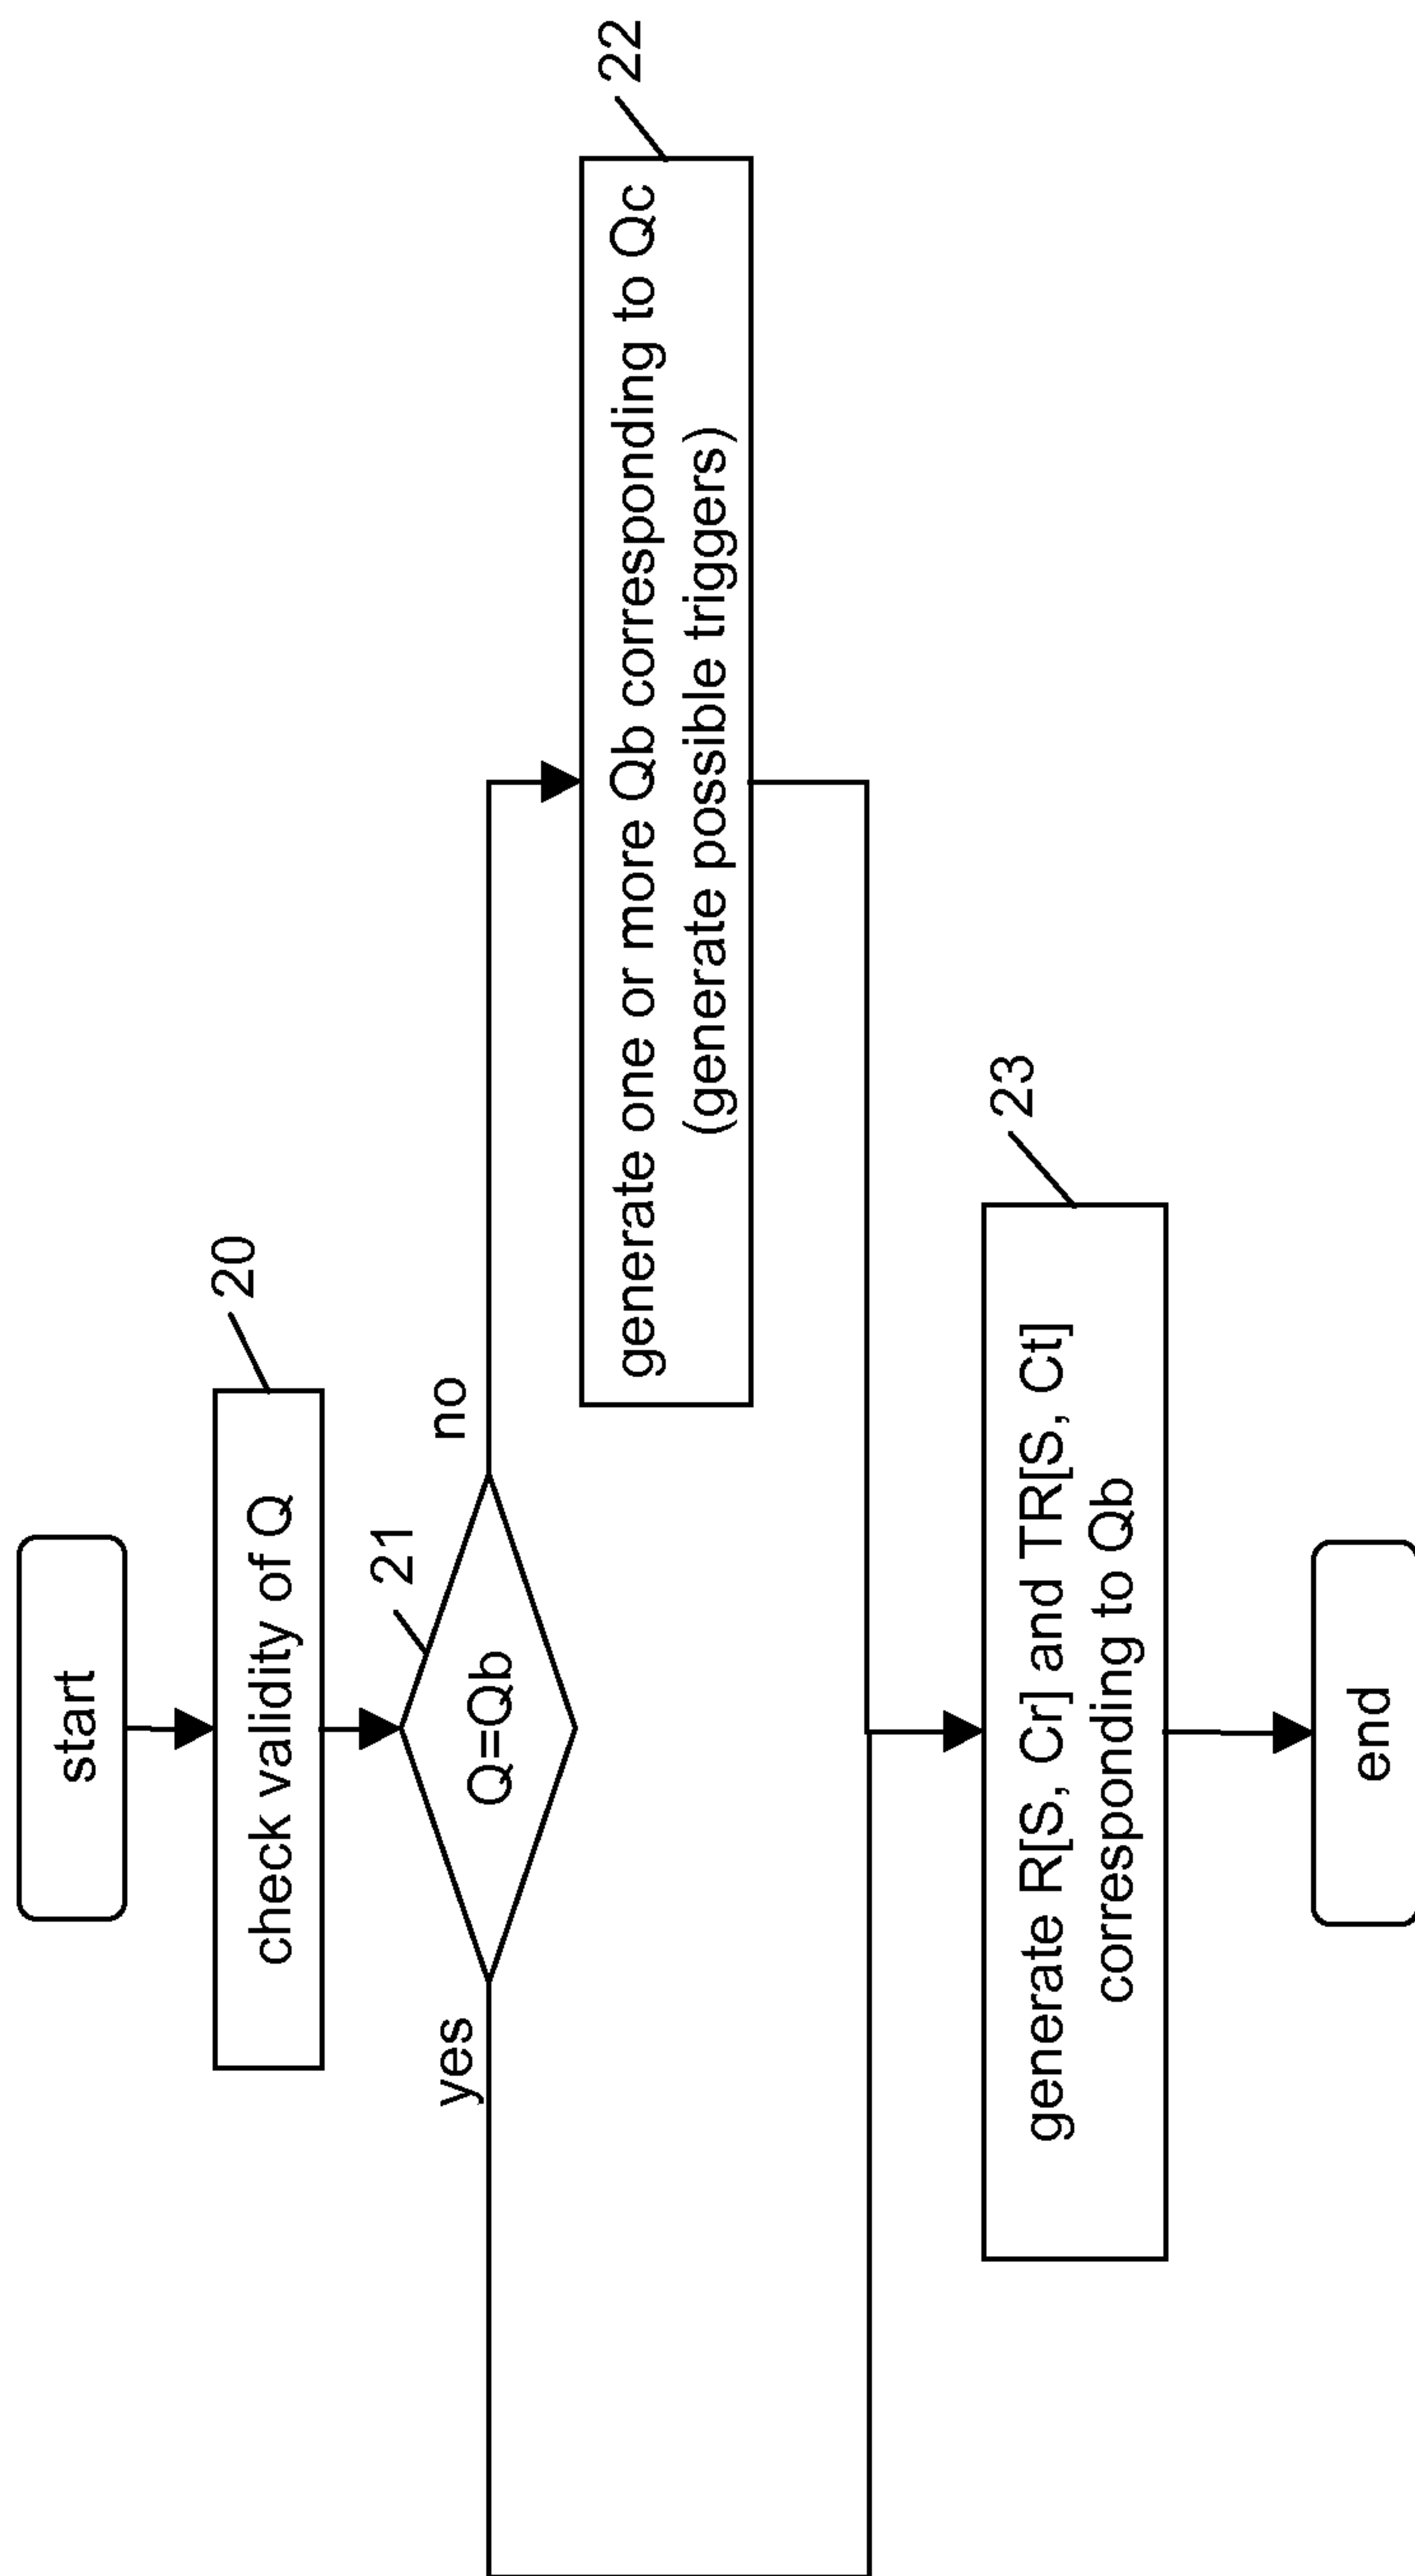 start
20
check validity of Q
21
Q=Qb
yes
no
22
generate one or more Qb corresponding to Qc
(generate possible triggers)
23
generate R[S, Cr] and TR[S, Ct]
corresponding to Qb
end